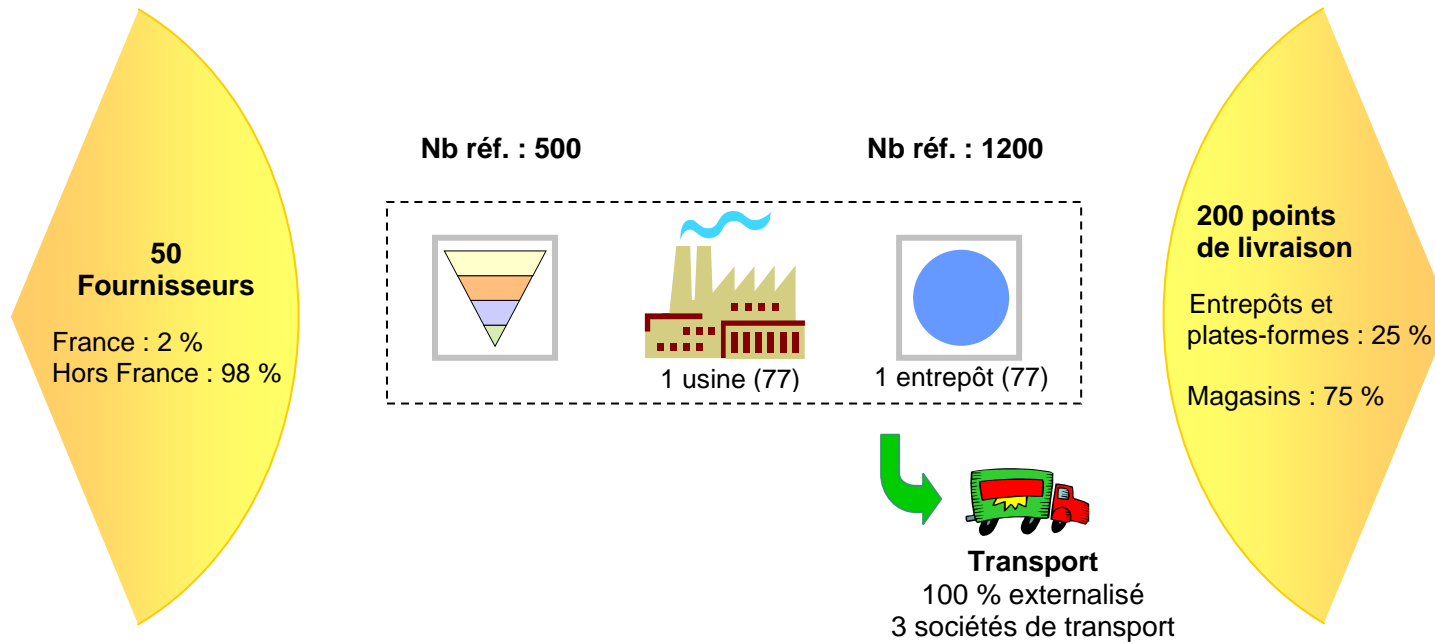 50
Fournisseurs
France : 2 %
Hors France : 98 %
Nb réf. : 500
Nb réf. : 1200
1 usine (77)
1 entrepôt (77)
Transport
100 % externalisé
3 sociétés de transport
200 points
de livraison
Entrepôts et
plates-formes : 25 %
Magasins : 75 %